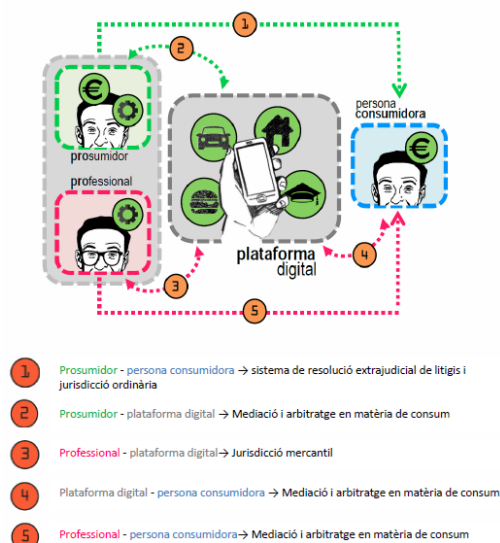 1
2
€
prosumidor
professional
persona
consumidora
€
plataforma
digital
3
4
5
1 Prosumidor - persona consumidora → sistema de resolució extrajudicial de litigis i
jurisdicció ordinària
2 Prosumidor - plataforma digital → Mediació i arbitratge en matèria de consum
3 Professional - plataforma digital→ Jurisdicció mercantil
4 Plataforma digital - persona consumidora → Mediació i arbitratge en matèria de consum
5 Professional - persona consumidora→ Mediació i arbitratge en matèria de consum